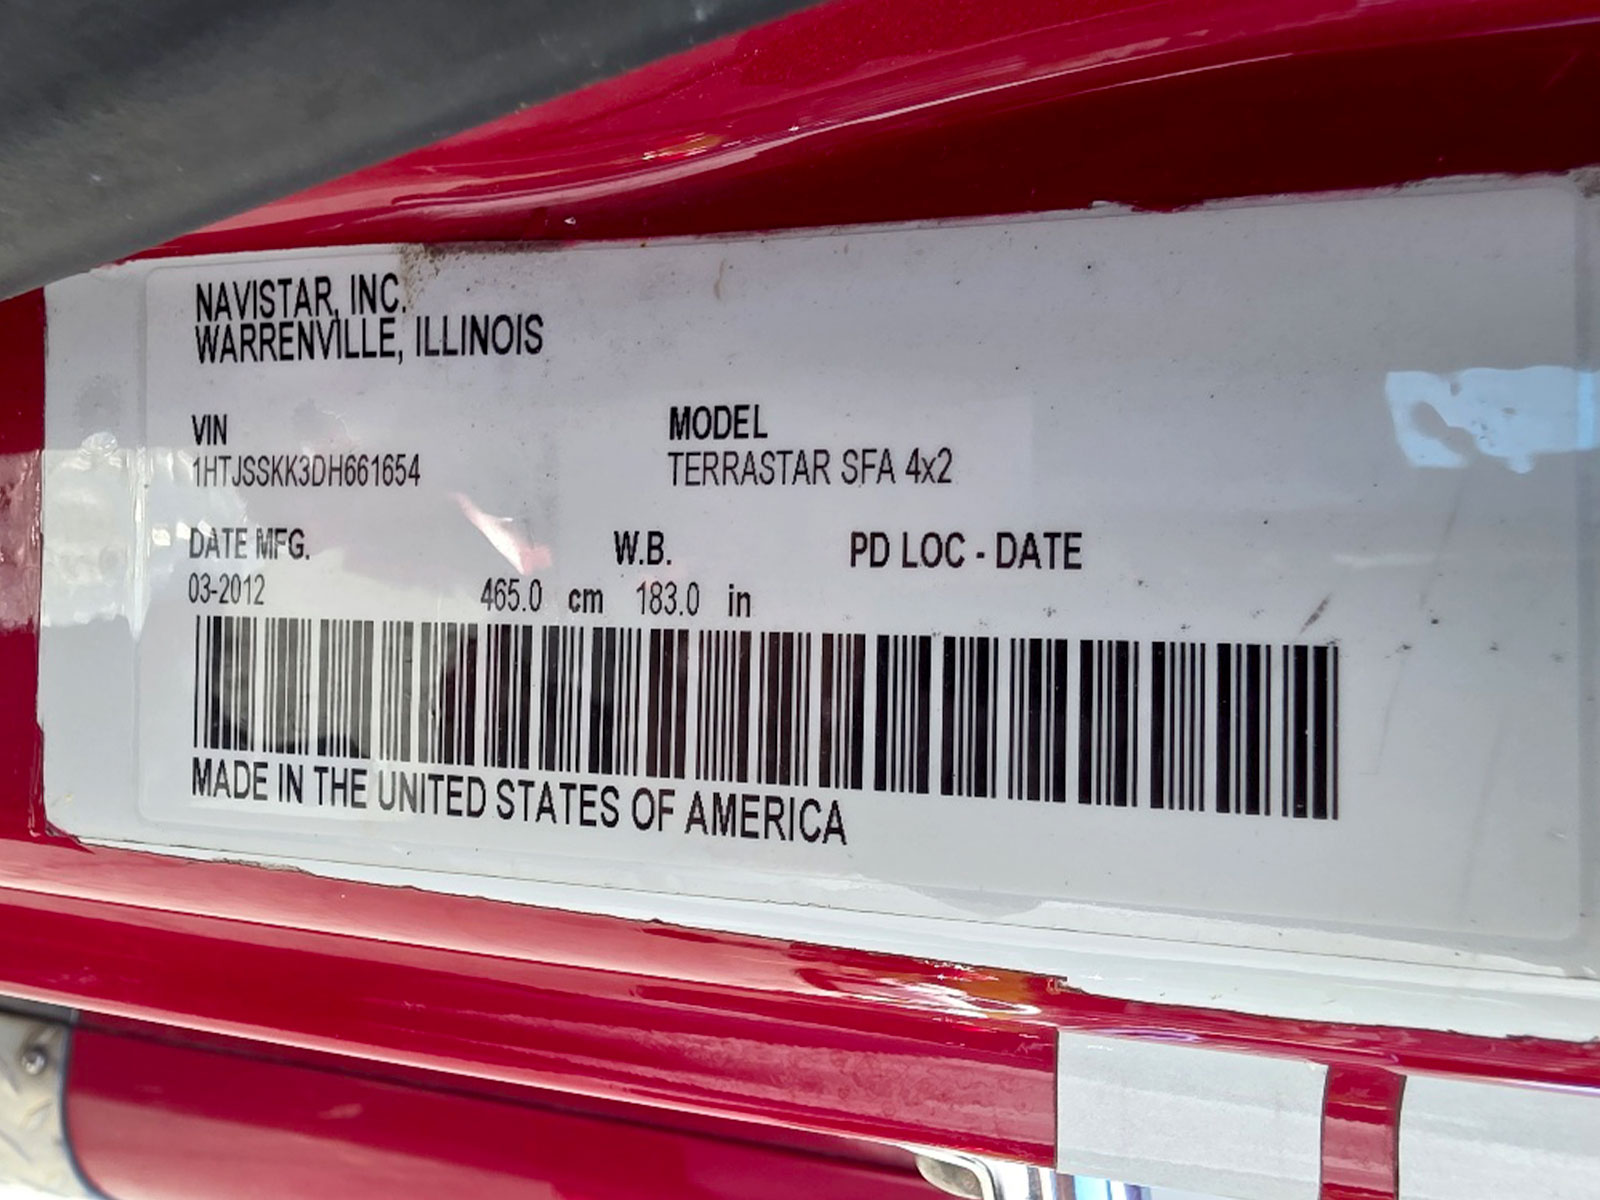 NAVISTAR, INC.
WARRENVILLE, ILLINOIS
VIN MODEL
1HTJSSKK3DH661654 TERRASTAR SFA 4x2
DATE MFG. W.B. PD LOC - DATE
03-2012 465.0 cm 183.0 in
MADE IN THE UNITED STATES OF AMERICA